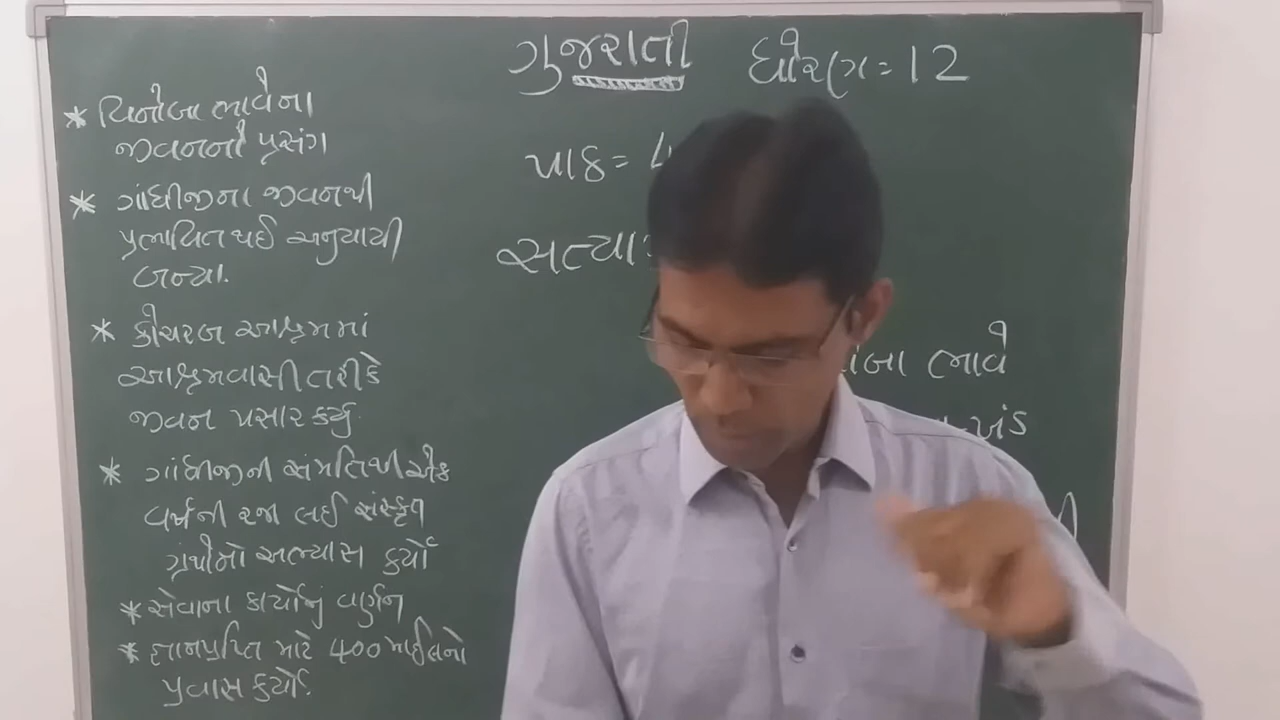 ગુજરાતી ધોરણ = 12
પાઠ = 4
* વિનોબા ભાવેના
જીવનનો પ્રસંગ
* ગાંધીજીના જીવનથી
પ્રભાવિત થઈ અનુયાયી
બન્યા.
* કોચરબ આશ્રમમાં
આશ્રમવાસી તરીકે
જીવન પસાર કર્યુ
* ગાંધીજીની સંમતિથી એક
વર્ષની રજા લઈ સંસ્કૃત
ગ્રંથોનો અભ્યાસ કર્યો
* સેવાના કાર્યોનું વર્ણન
* જ્ઞાનપ્રાપ્તિ માટે 400 માઈલનો
પ્રવાસ કર્યો.
સત્યા
બા ભાવે
ખંડ